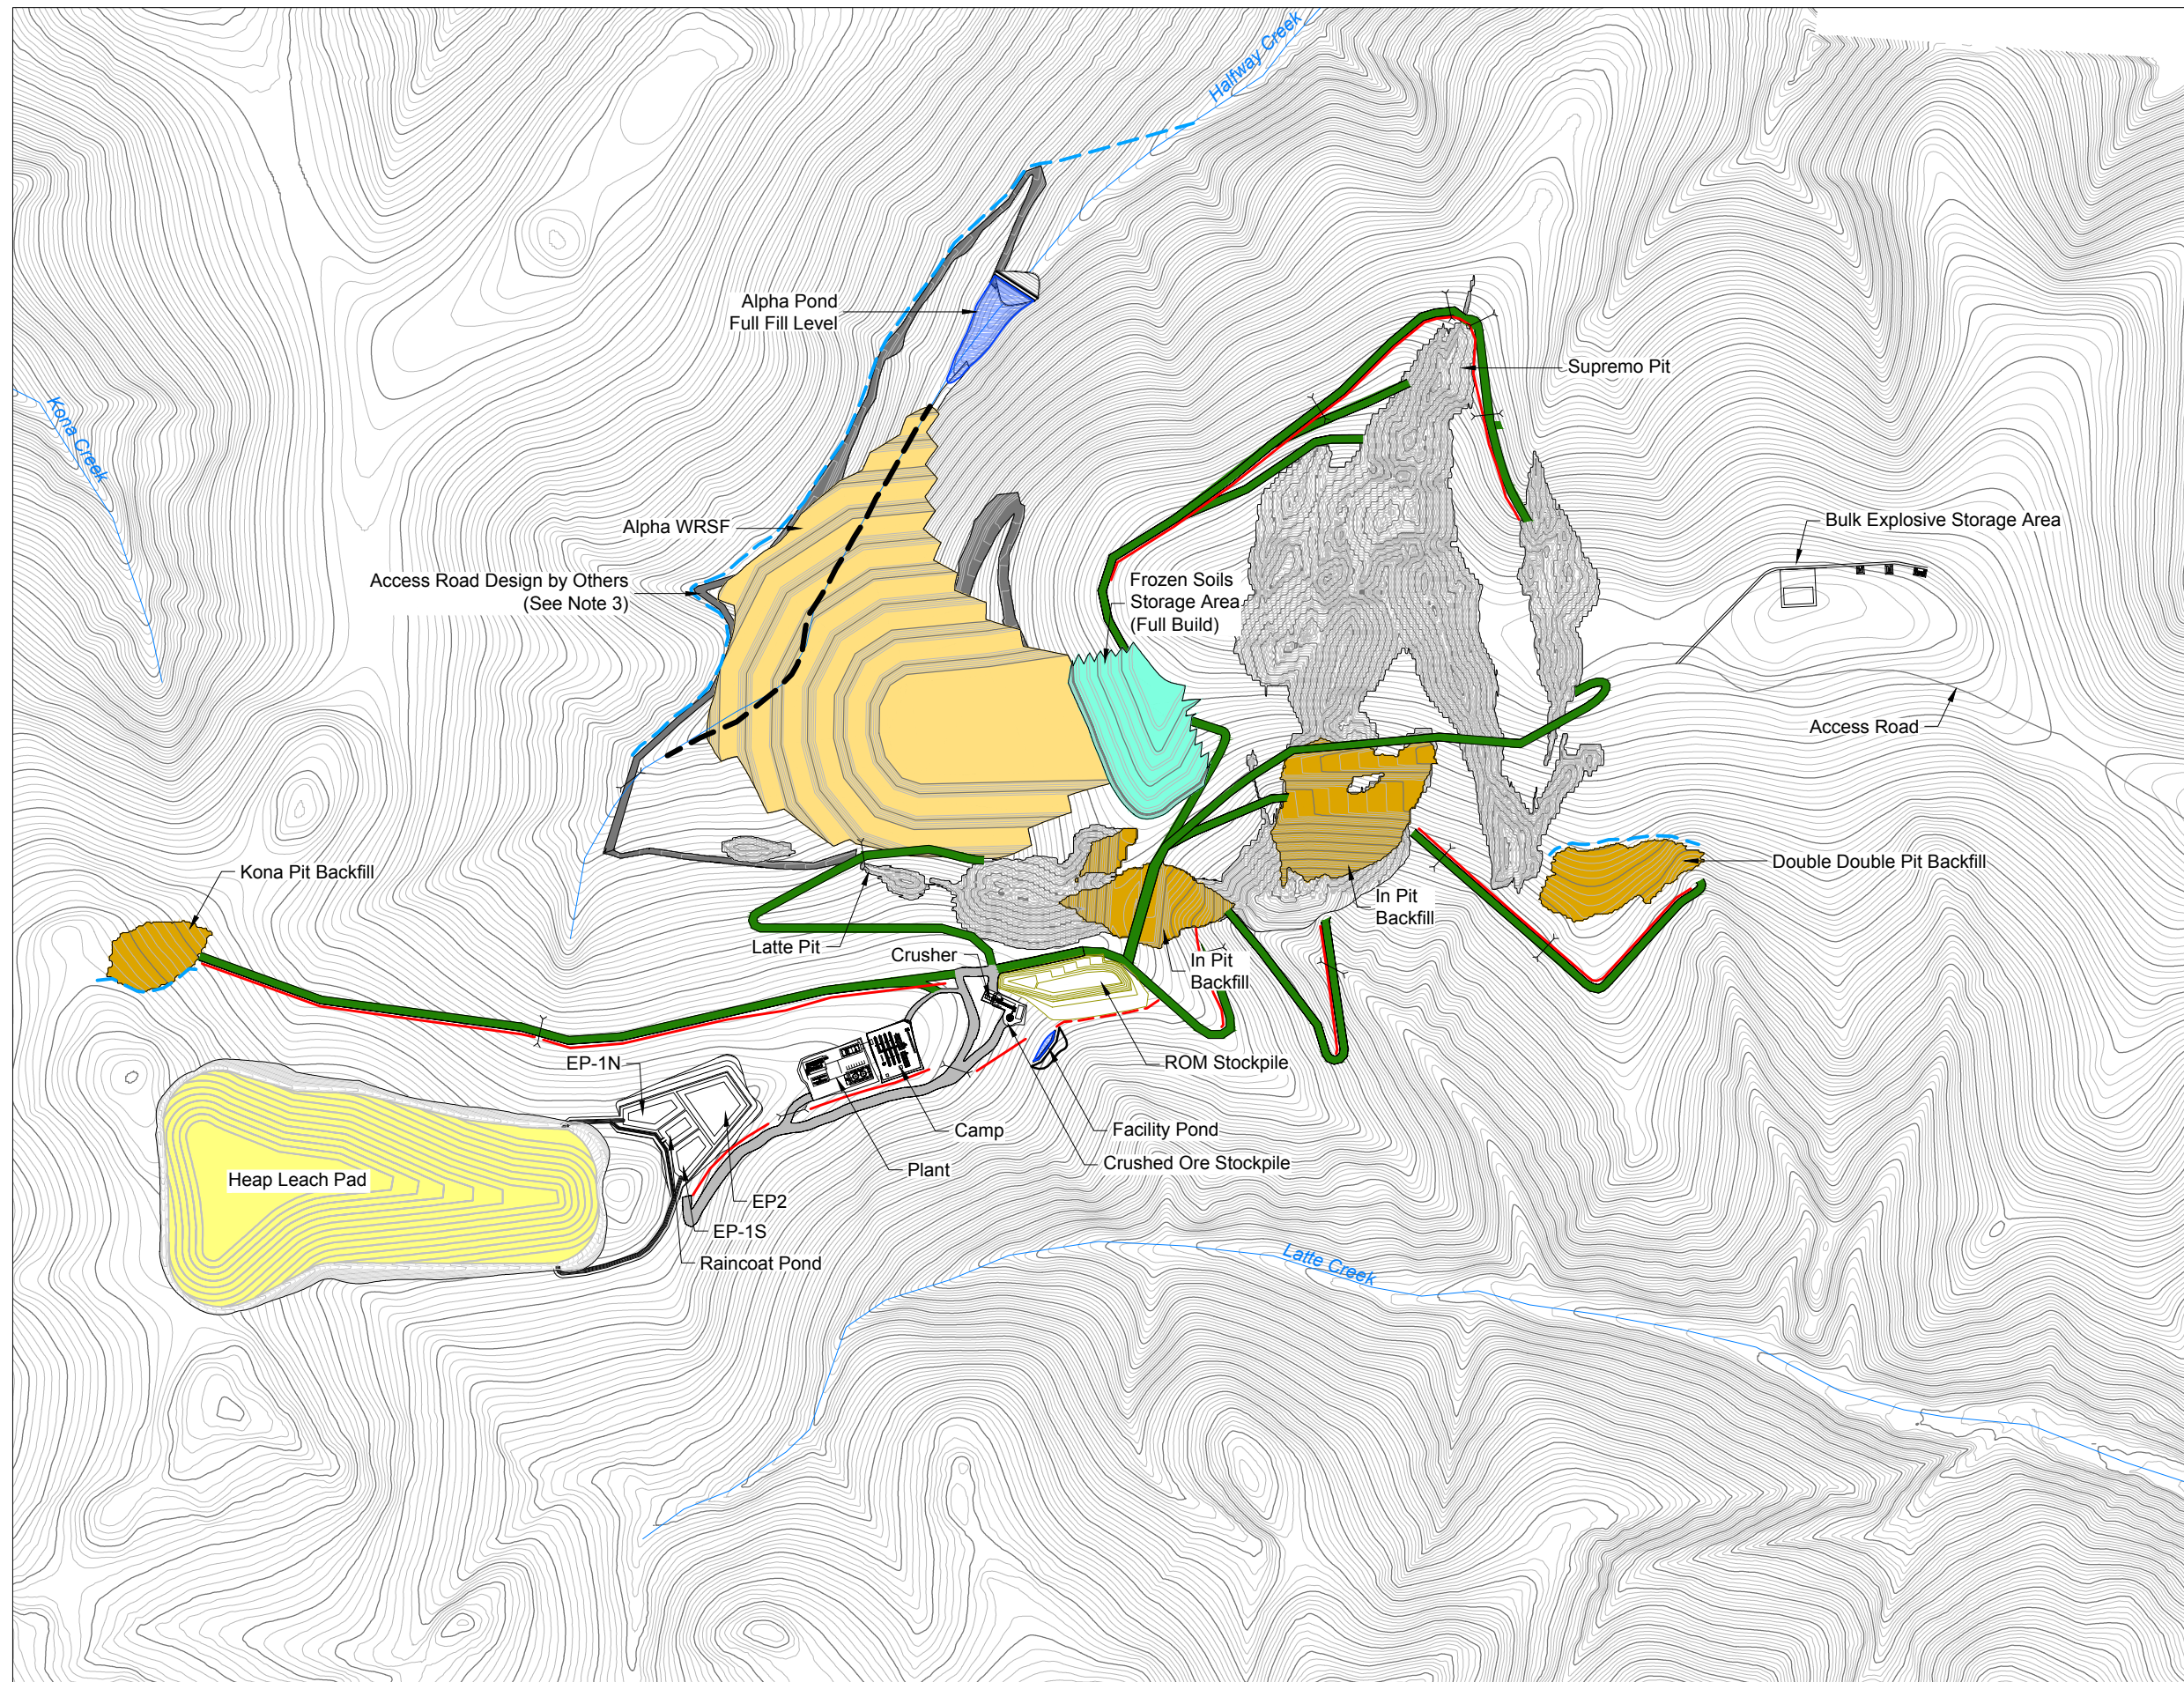 Halfway Creek
Alpha Pond
Full Fill Level
Supremo Pit
Kona Creek
Alpha WRSF
Bulk Explosive Storage Area
Access Road Design by Others
(See Note 3)
Frozen Soils
Storage Area
(Full Build)
Access Road
Kona Pit Backfill
Double Double Pit Backfill
In Pit
Backfill
Latte Pit
Crusher
In Pit
Backfill
EP-1N
ROM Stockpile
Camp
Facility Pond
Plant
Crushed Ore Stockpile
Heap Leach Pad
EP2
EP-1S
Raincoat Pond
Latte Creek